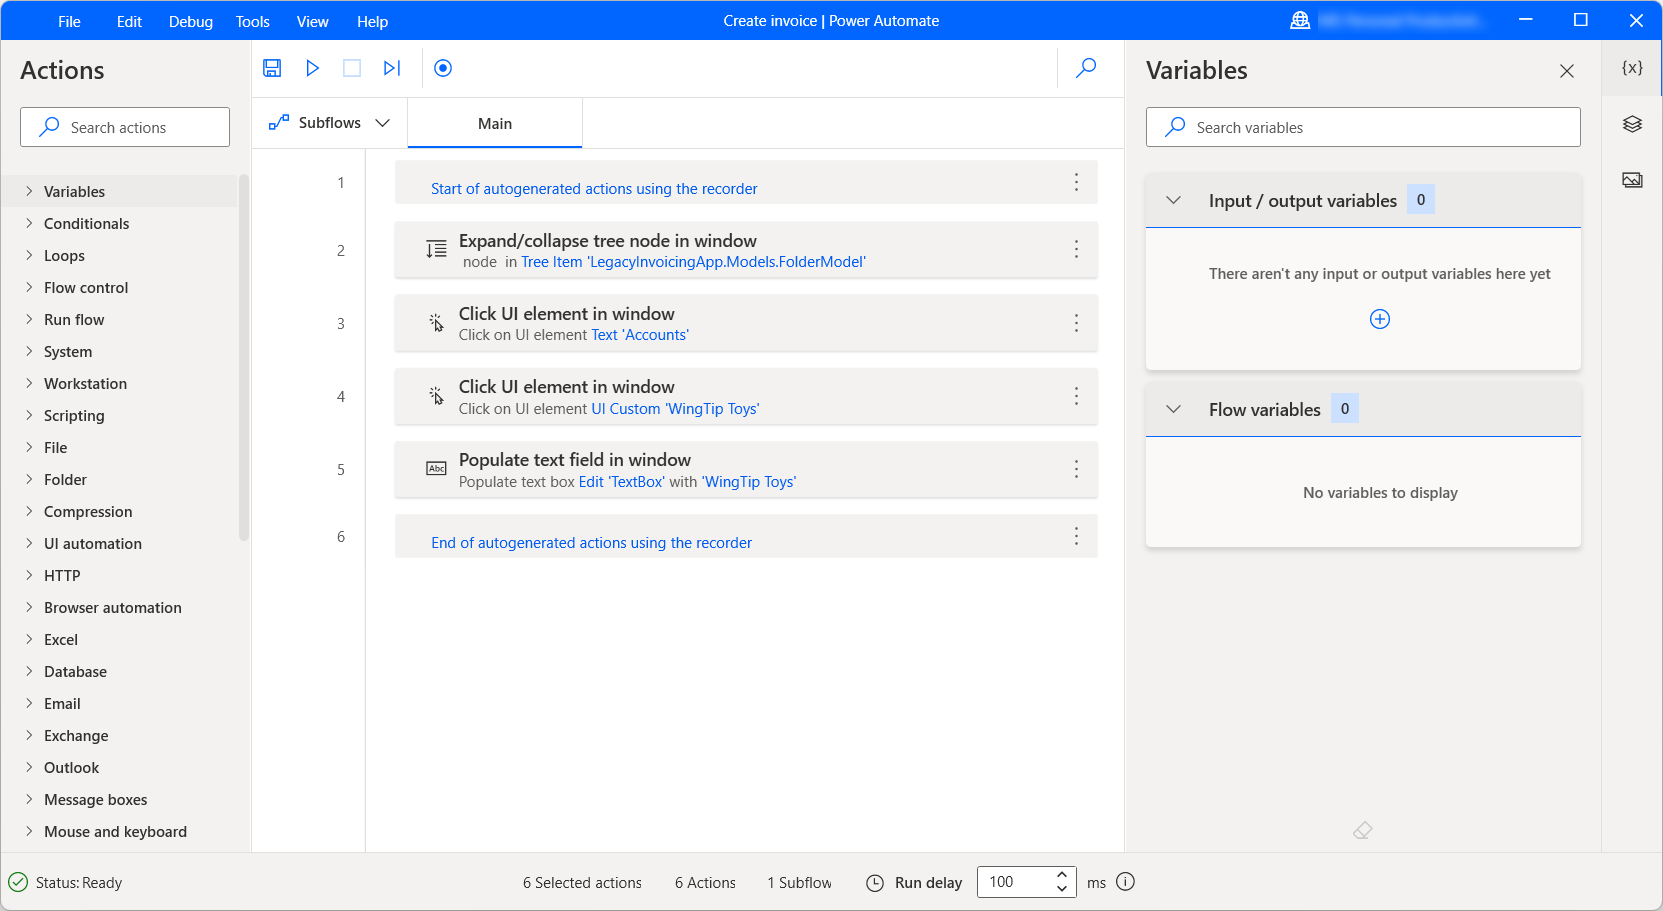 File Edit Debug Tools View Help Create invoice | Power Automate
Actions
Search actions
Variables
Conditionals
Loops
Flow control
Run flow
System
Workstation
Scripting
File
Folder
Compression
UI automation
HTTP
Browser automation
Excel
Database
Email
Exchange
Outlook
Message boxes
Mouse and keyboard
Subflows Main
1 Start of autogenerated actions using the recorder
2 Expand/collapse tree node in window
node in Tree Item 'LegacyInvoicingApp.Models.FolderModel'
3 Click UI element in window
Click on UI element Text 'Accounts'
4 Click UI element in window
Click on UI element UI Custom 'WingTip Toys'
5 Abc Populate text field in window
Populate text box Edit 'TextBox' with 'WingTip Toys'
6 End of autogenerated actions using the recorder
Variables
{x}
Search variables
Input / output variables 0
There aren't any input or output variables here yet
Flow variables 0
No variables to display
Status: Ready 6 Selected actions 6 Actions 1 Subflow Run delay 100 ms